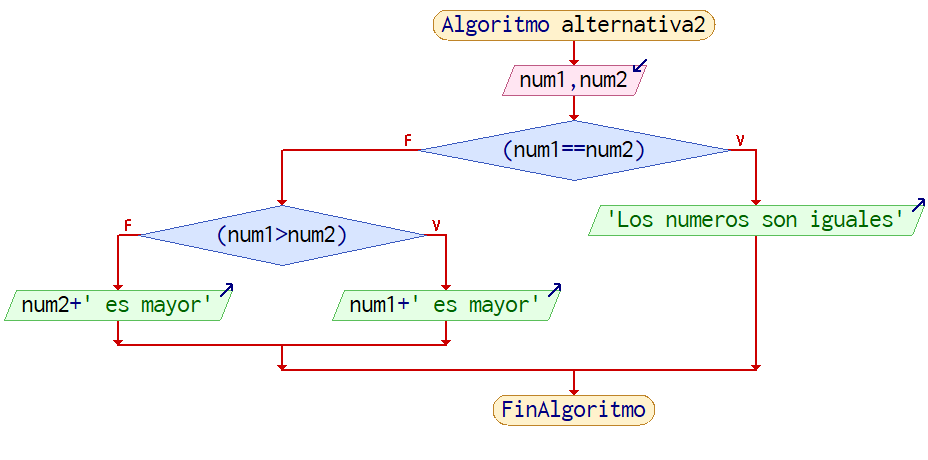 Algoritmo alternativa2
num1,num2
F
(num1==num2)
V
F
(num1>num2)
V
'Los numeros son iguales'
num2+' es mayor'
num1+' es mayor'
FinAlgoritmo